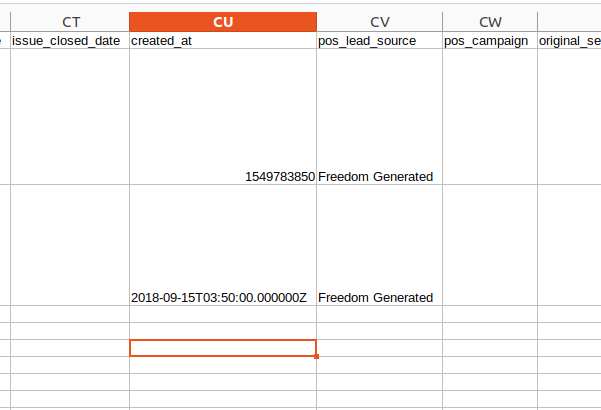 CT CU CV CW
issue_closed_date created_at pos_lead_source pos_campaign original_se
1549783850 Freedom Generated
2018-09-15T03:50:00.000000Z Freedom Generated